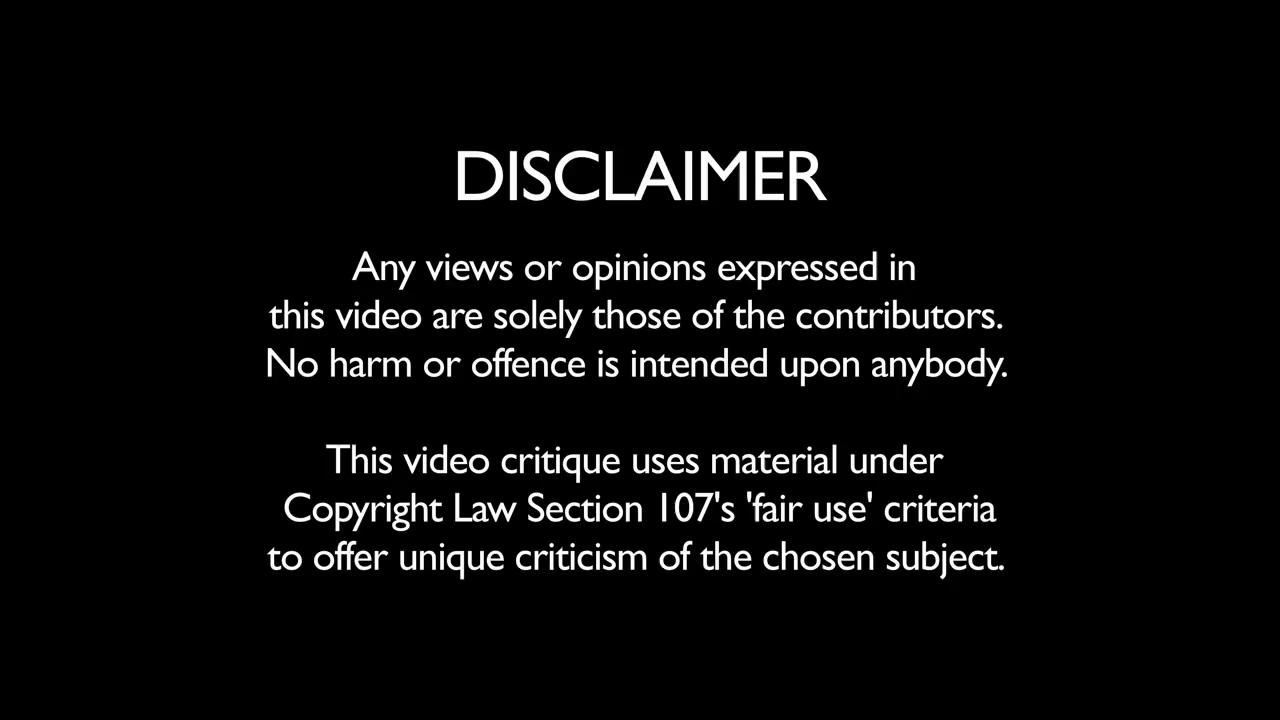 DISCLAIMER
Any views or opinions expressed in
this video are solely those of the contributors.
No harm or offence is intended upon anybody.
This video critique uses material under
Copyright Law Section 107's 'fair use' criteria
to offer unique criticism of the chosen subject.